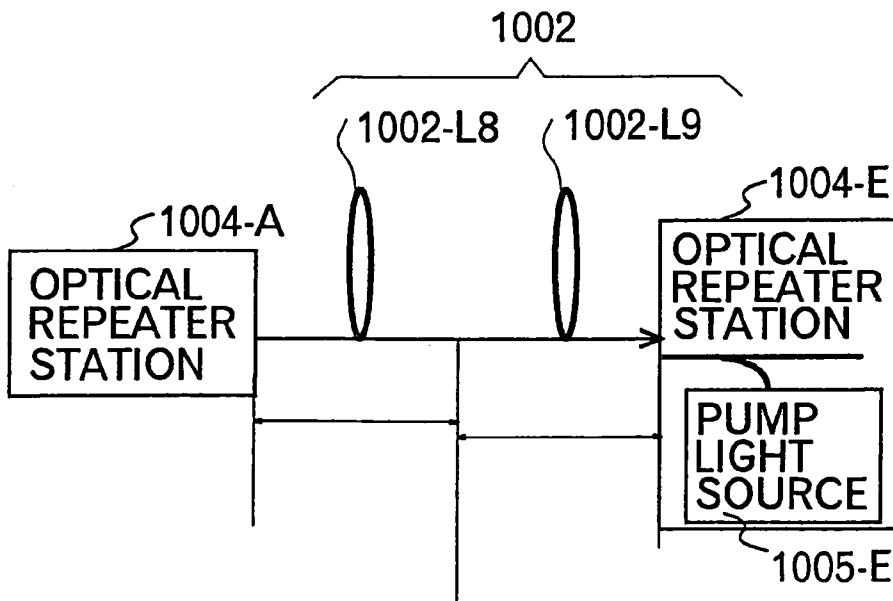 1002
1002-L8
1002-L9
1004-A
1004-E
OPTICAL
REPEATER
STATION
OPTICAL
REPEATER
STATION
PUMP
LIGHT
SOURCE
1005-E